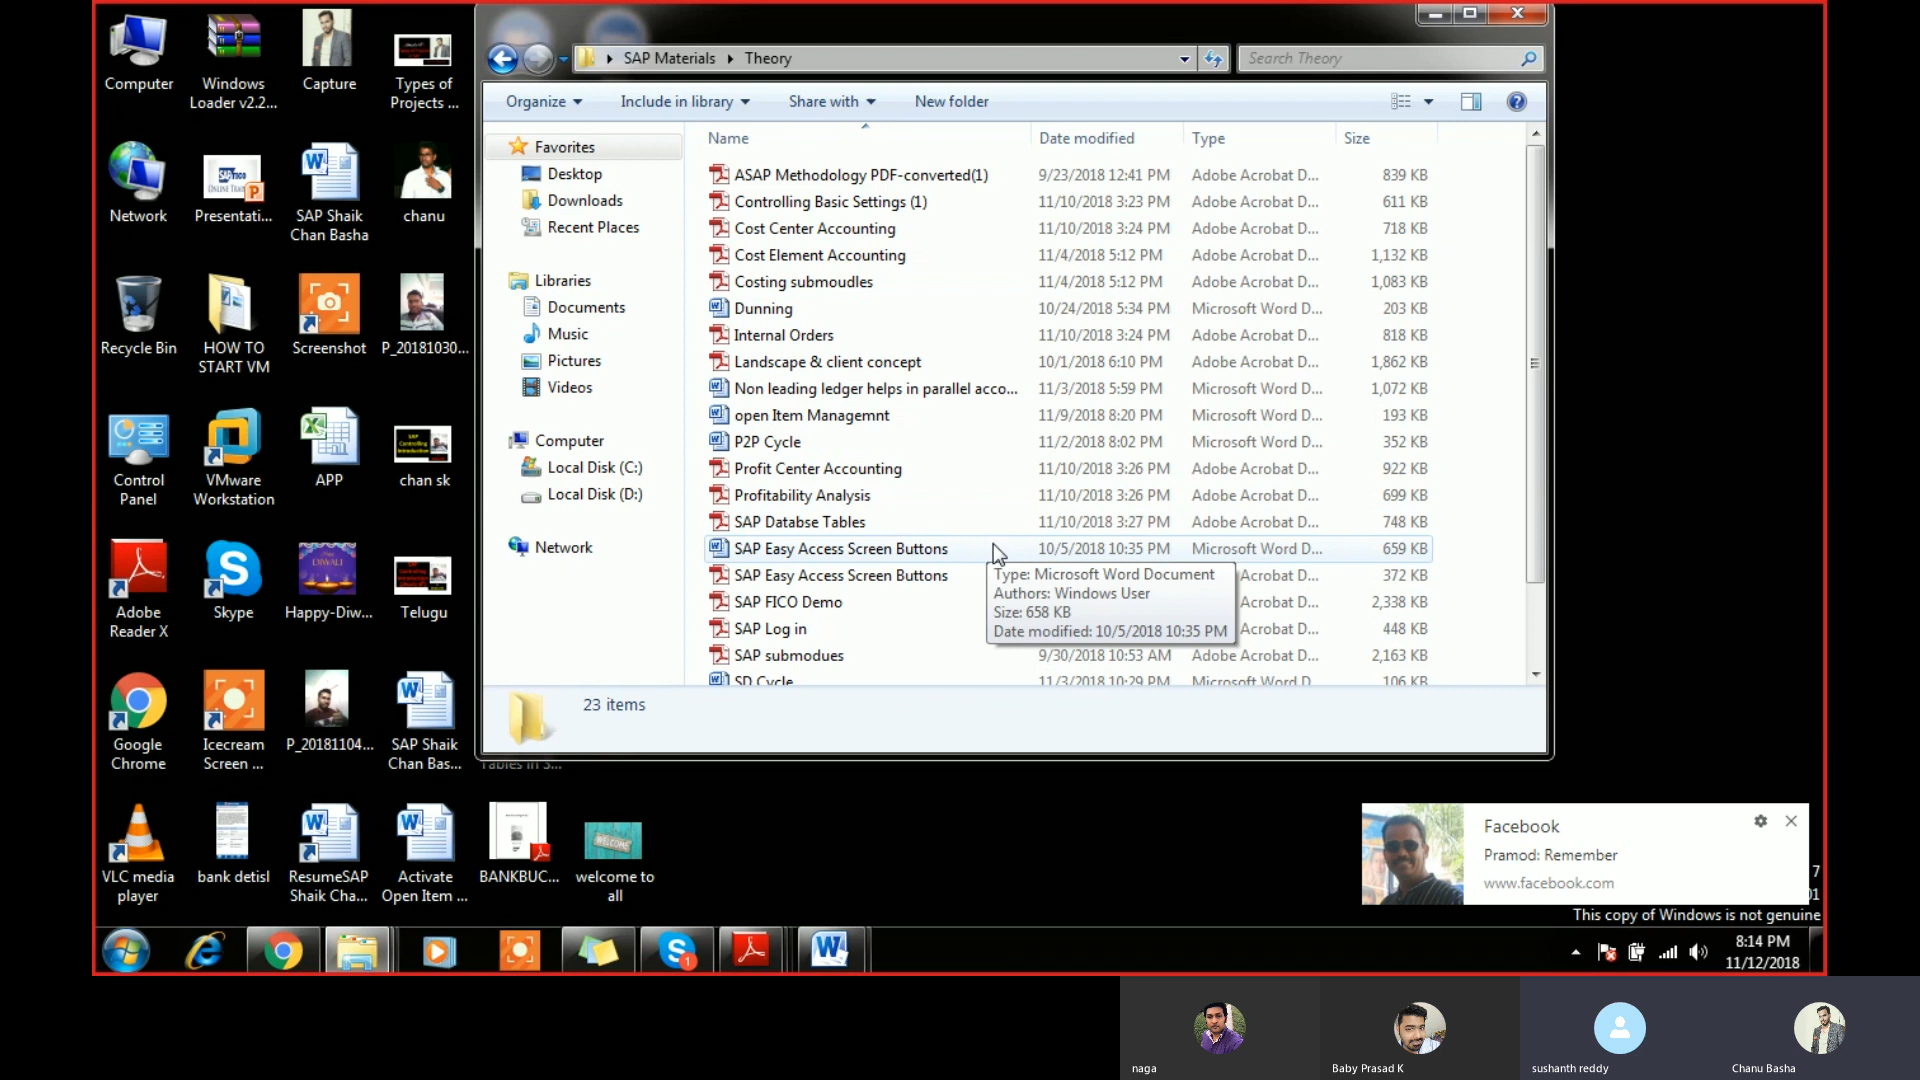 Computer
Windows
Loader v2.2...
Capture
Types of
Projects ...
Network
Presentati...
SAP Shaik
Chan Basha
chanu
Recycle Bin
HOW TO
START VM
Screenshot
P_20181030...
Control
Panel
VMware
Workstation
APP
chan sk
Adobe
Reader X
Skype
Happy-Diw...
Telugu
Google
Chrome
Icecream
Screen ...
P_20181104...
SAP Shaik
Chan Bas...
VLC media
player
bank detisl
ResumeSAP
Shaik Cha...
Activate
Open Item ...
BANKBUC...
welcome to
all
SAP Materials
Theory
Search Theory
Organize
Include in library
Share with
New folder
Favorites
Desktop
Downloads
Recent Places
Libraries
Documents
Music
Pictures
Videos
Computer
Local Disk (C:)
Local Disk (D:)
Network
Name Date modified Type Size
ASAP Methodology PDF-converted(1) 9/23/2018 12:41 PM Adobe Acrobat D... 839 KB
Controlling Basic Settings (1) 11/10/2018 3:23 PM Adobe Acrobat D... 611 KB
Cost Center Accounting 11/10/2018 3:24 PM Adobe Acrobat D... 718 KB
Cost Element Accounting 11/4/2018 5:12 PM Adobe Acrobat D... 1,132 KB
Costing submoudles 11/4/2018 5:12 PM Adobe Acrobat D... 1,083 KB
Dunning 10/24/2018 5:34 PM Microsoft Word D... 203 KB
Internal Orders 11/10/2018 3:24 PM Adobe Acrobat D... 818 KB
Landscape & client concept 10/1/2018 6:10 PM Adobe Acrobat D... 1,862 KB
Non leading ledger helps in parallel acco... 11/3/2018 5:59 PM Microsoft Word D... 1,072 KB
open Item Managemnt 11/9/2018 8:20 PM Microsoft Word D... 193 KB
P2P Cycle 11/2/2018 8:02 PM Microsoft Word D... 352 KB
Profit Center Accounting 11/10/2018 3:26 PM Adobe Acrobat D... 922 KB
Profitability Analysis 11/10/2018 3:26 PM Adobe Acrobat D... 699 KB
SAP Databse Tables 11/10/2018 3:27 PM Adobe Acrobat D... 748 KB
SAP Easy Access Screen Buttons 10/5/2018 10:35 PM Microsoft Word D... 659 KB
SAP Easy Access Screen Buttons Acrobat D... 372 KB
SAP FICO Demo Acrobat D... 2,338 KB
SAP Log in Acrobat D... 448 KB
SAP submodues 9/30/2018 10:53 AM Adobe Acrobat D... 2,163 KB
SD Cycle 11/3/2018 10:29 PM Microsoft Word D... 106 KB
Type: Microsoft Word Document
Authors: Windows User
Size: 658 KB
Date modified: 10/5/2018 10:35 PM
23 items
Facebook
Pramod: Remember
www.facebook.com
This copy of Windows is not genuine
1
8:14 PM
11/12/2018
naga
Baby Prasad K
sushanth reddy
Chanu Basha